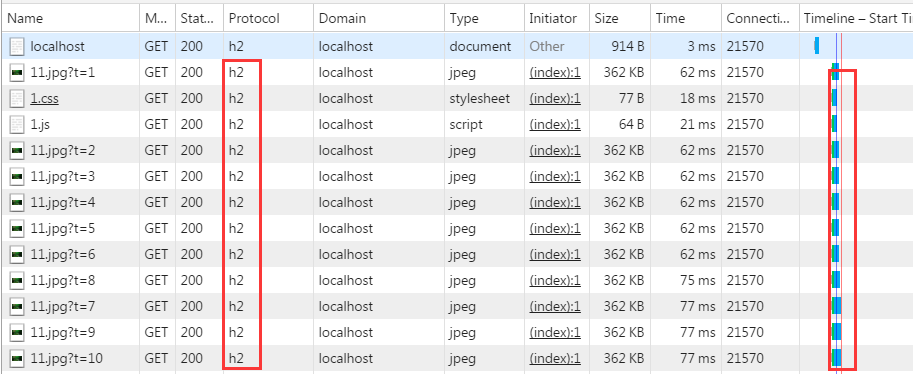 Name M... Stat... Protocol Domain Type Initiator Size Time Connecti... Timeline – Start Ti
localhost GET 200 h2 localhost document Other 914 B 3 ms 21570
11.jpg?t=1 GET 200 h2 localhost jpeg (index):1 362 KB 62 ms 21570
1.css GET 200 h2 localhost stylesheet (index):1 77 B 18 ms 21570
1.js GET 200 h2 localhost script (index):1 64 B 21 ms 21570
11.jpg?t=2 GET 200 h2 localhost jpeg (index):1 362 KB 62 ms 21570
11.jpg?t=3 GET 200 h2 localhost jpeg (index):1 362 KB 62 ms 21570
11.jpg?t=4 GET 200 h2 localhost jpeg (index):1 362 KB 62 ms 21570
11.jpg?t=5 GET 200 h2 localhost jpeg (index):1 362 KB 62 ms 21570
11.jpg?t=6 GET 200 h2 localhost jpeg (index):1 362 KB 62 ms 21570
11.jpg?t=8 GET 200 h2 localhost jpeg (index):1 362 KB 75 ms 21570
11.jpg?t=7 GET 200 h2 localhost jpeg (index):1 362 KB 77 ms 21570
11.jpg?t=9 GET 200 h2 localhost jpeg (index):1 362 KB 77 ms 21570
11.jpg?t=10 GET 200 h2 localhost jpeg (index):1 362 KB 77 ms 21570